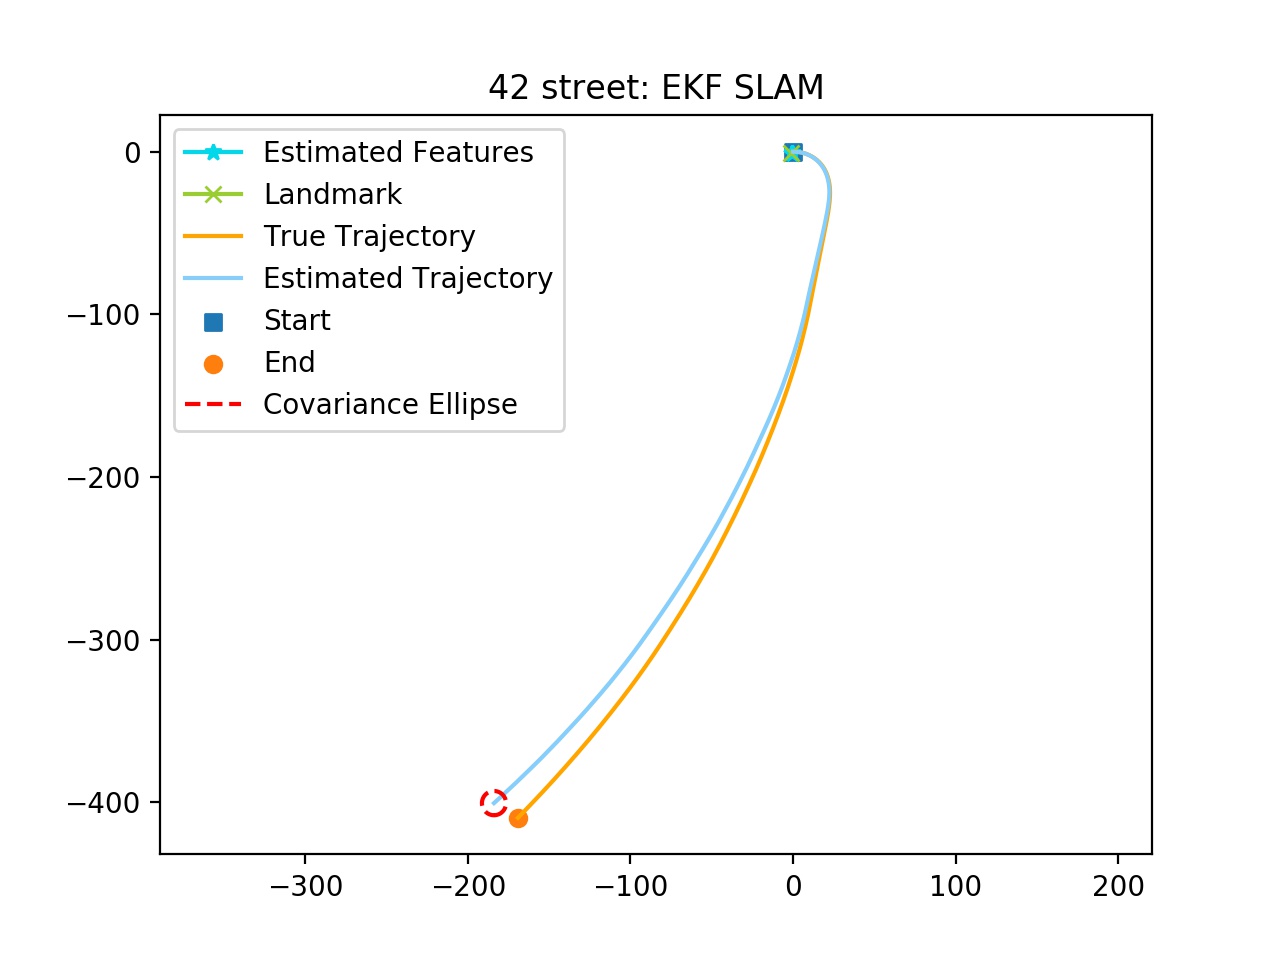 42 street: EKF SLAM
Estimated Features
Landmark
True Trajectory
Estimated Trajectory
Start
End
Covariance Ellipse
0
−100
−200
−300
−400
−300 −200 −100 0 100 200